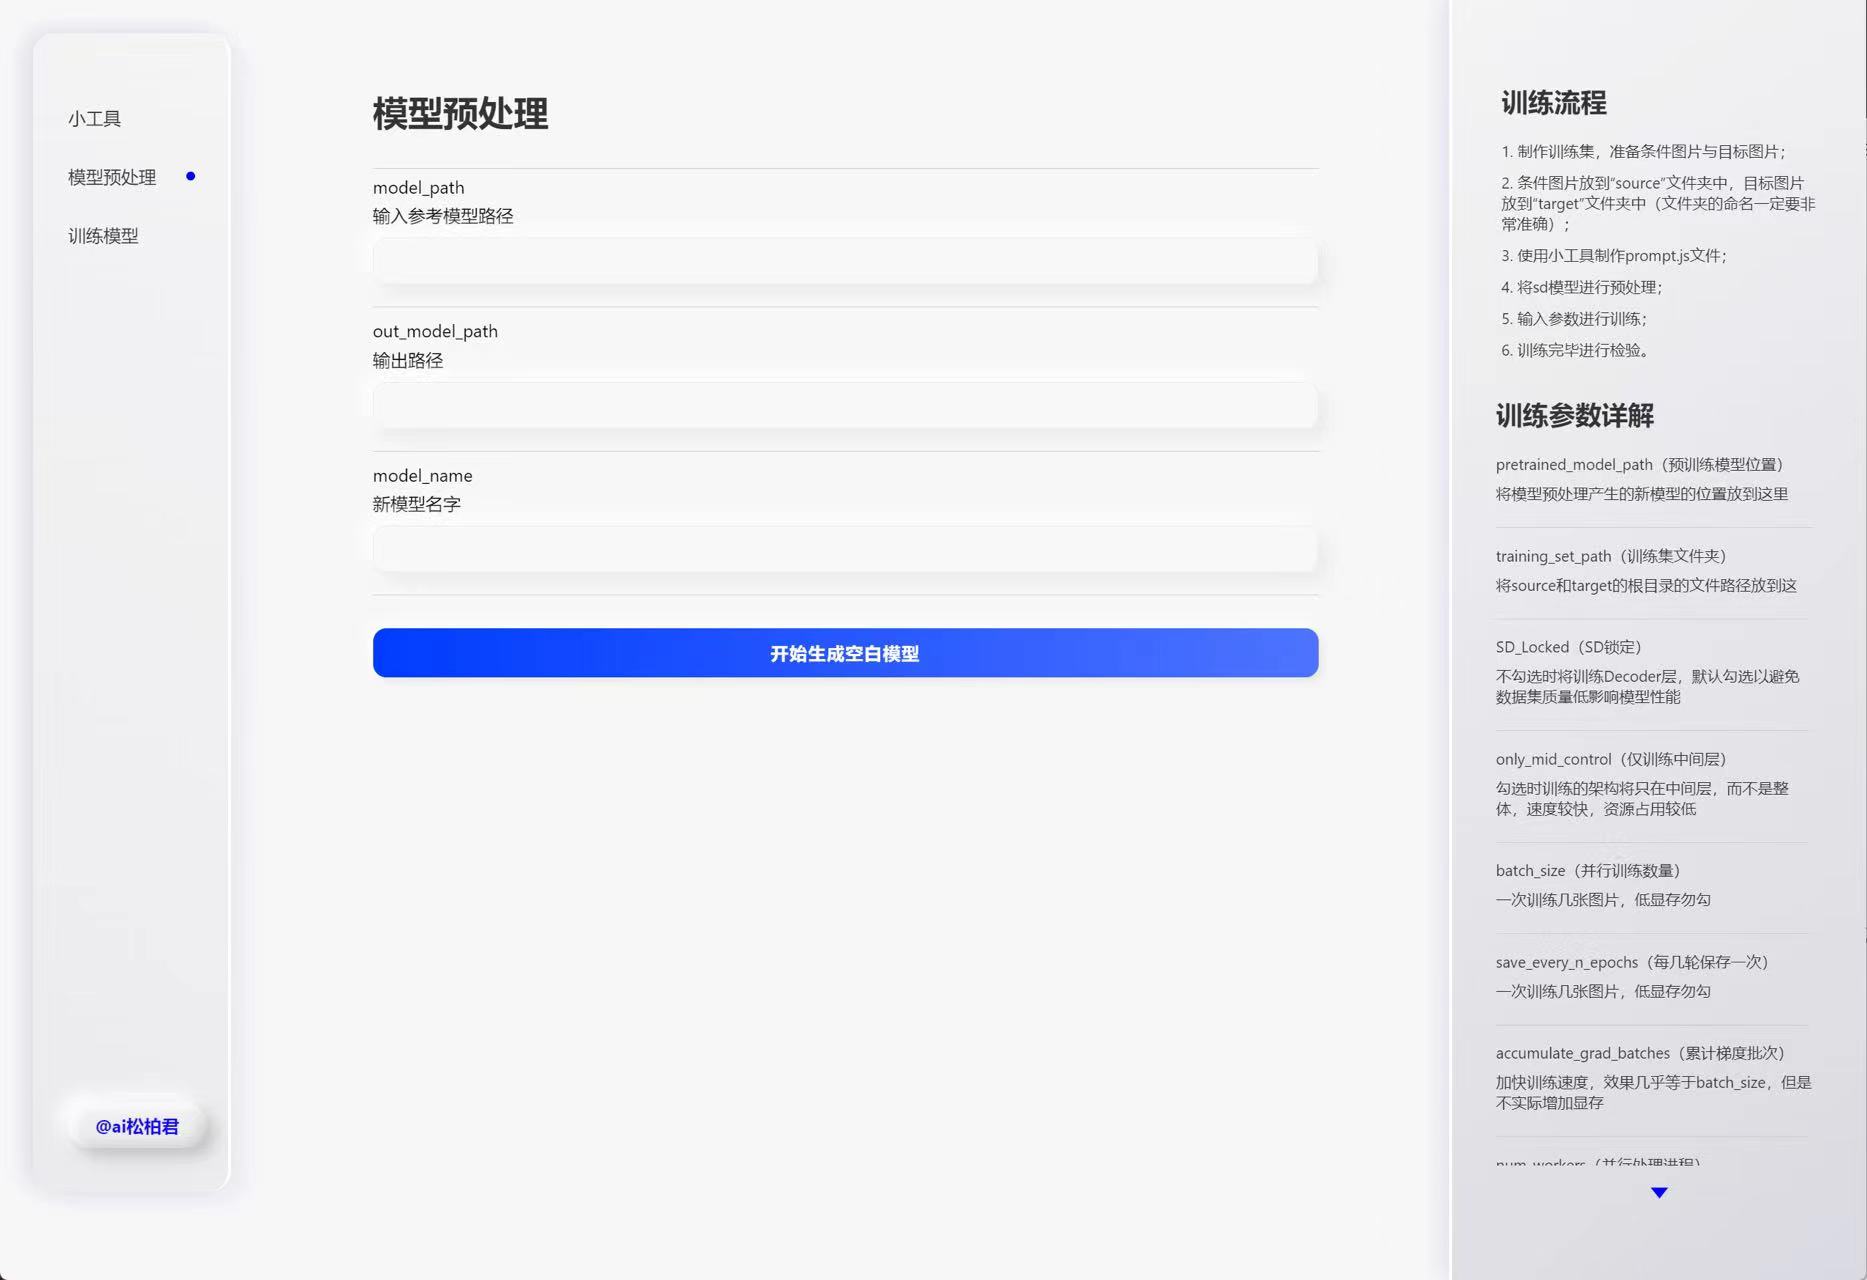 小工具
模型预处理
训练模型
@ai松柏君
模型预处理
model_path
输入参考模型路径
out_model_path
输出路径
model_name
新模型名字
开始生成空白模型
训练流程
1. 制作训练集，准备条件图片与目标图片；
2. 条件图片放到“source”文件夹中，目标图片
放到“target”文件夹中（文件夹的命名一定要非
常准确）；
3. 使用小工具制作prompt.js文件；
4. 将sd模型进行预处理；
5. 输入参数进行训练；
6. 训练完毕进行检验。
训练参数详解
pretrained_model_path（预训练模型位置）
将模型预处理产生的新模型的位置放到这里
training_set_path（训练集文件夹）
将source和target的根目录的文件路径放到这
SD_Locked（SD锁定）
不勾选时将训练Decoder层，默认勾选以避免
数据集质量低影响模型性能
only_mid_control（仅训练中间层）
勾选时训练的架构将只在中间层，而不是整
体，速度较快，资源占用较低
batch_size（并行训练数量）
一次训练几张图片，低显存勿勾
save_every_n_epochs（每几轮保存一次）
一次训练几张图片，低显存勿勾
accumulate_grad_batches（累计梯度批次）
加快训练速度，效果几乎等于batch_size，但是
不实际增加显存
num_workers（并行处理进程）